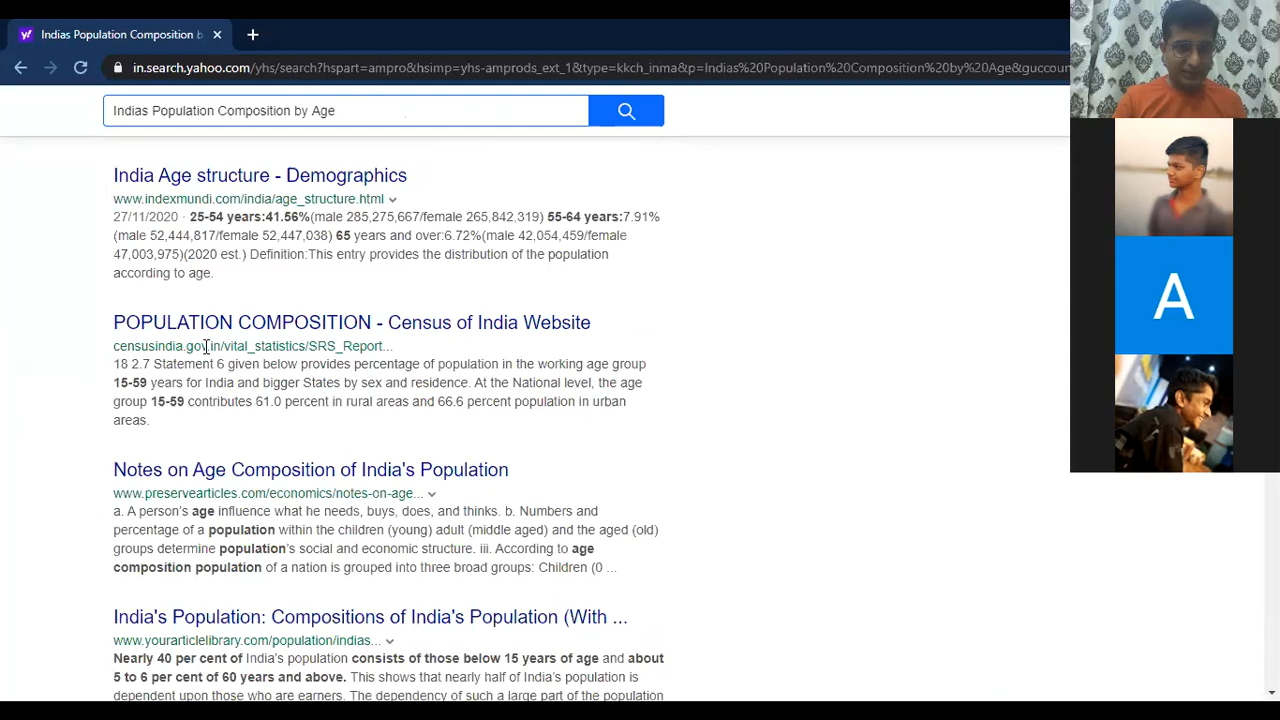 Indias Population Composition b
in.search.yahoo.com/yhs/search?hspart=ampro&hsimp=yhs-amprods_ext_1&type=kkch_inma&p=Indias%20Population%20Composition%20by%20Age&guccoun
Indias Population Composition by Age
India Age structure - Demographics
www.indexmundi.com/india/age_structure.html
27/11/2020 · 25-54 years:41.56%(male 285,275,667/female 265,842,319) 55-64 years:7.91%
(male 52,444,817/female 52,447,038) 65 years and over:6.72%(male 42,054,459/female
47,003,975)(2020 est.) Definition:This entry provides the distribution of the population
according to age.
POPULATION COMPOSITION - Census of India Website
censusindia.gov.in/vital_statistics/SRS_Report...
18 2.7 Statement 6 given below provides percentage of population in the working age group
15-59 years for India and bigger States by sex and residence. At the National level, the age
group 15-59 contributes 61.0 percent in rural areas and 66.6 percent population in urban
areas.
Notes on Age Composition of India's Population
www.preservearticles.com/economics/notes-on-age...
a. A person's age influence what he needs, buys, does, and thinks. b. Numbers and
percentage of a population within the children (young) adult (middle aged) and the aged (old)
groups determine population's social and economic structure. iii. According to age
composition population of a nation is grouped into three broad groups: Children (0 ...
India's Population: Compositions of India's Population (With ...
www.yourarticlelibrary.com/population/indias...
Nearly 40 per cent of India's population consists of those below 15 years of age and about
5 to 6 per cent of 60 years and above. This shows that nearly half of India's population is
dependent upon those who are earners. The dependency of such a large part of the population
A